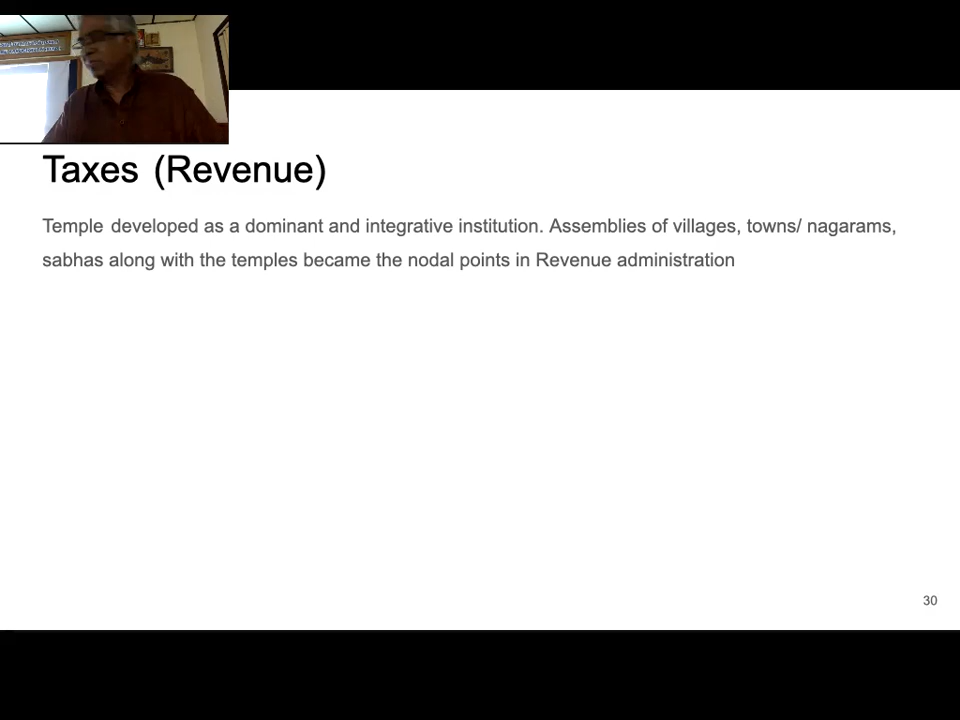 Taxes (Revenue)
Temple developed as a dominant and integrative institution. Assemblies of villages, towns/ nagarams,
sabhas along with the temples became the nodal points in Revenue administration
30